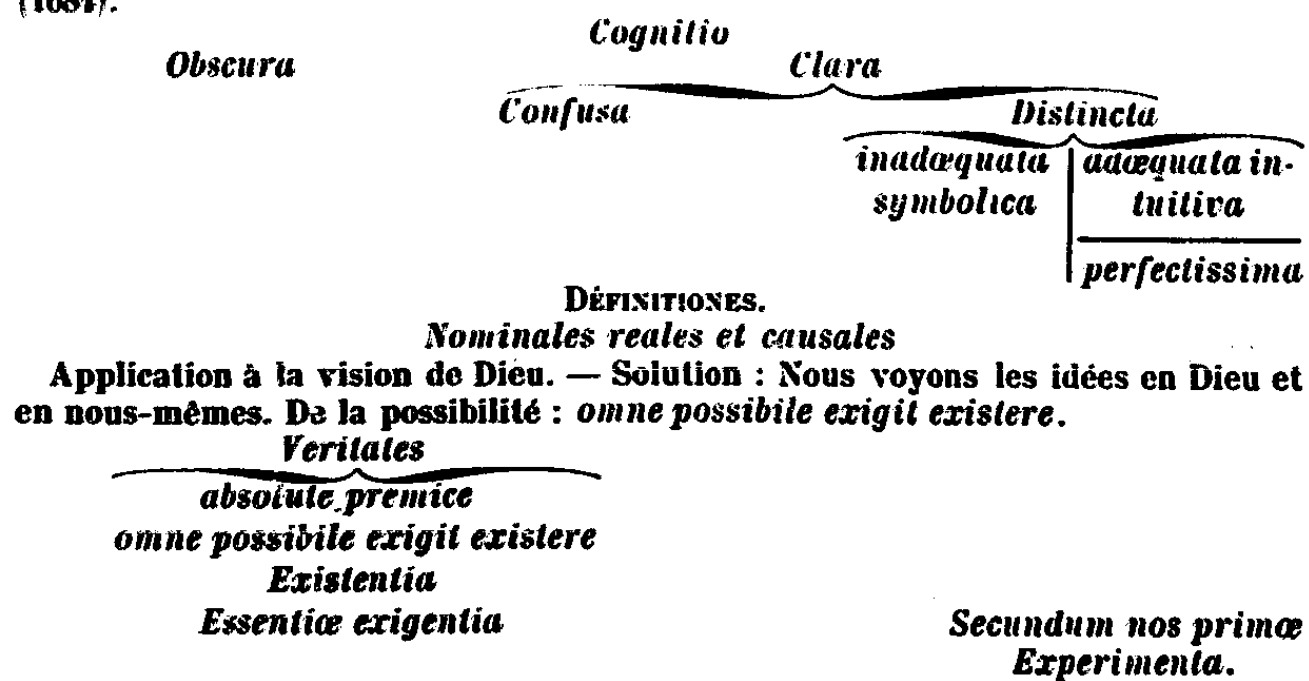 (1684).
Cognitio
Obscura Clara
Confusa Distincta
inadæquata adæquata in-
symbolica tuitiva
perfectissima
DÉFINITIONES.
Nominales reales et causales
Application à la vision de Dieu. — Solution : Nous voyons les idées en Dieu et
en nous-mêmes. De la possibilité : omne possibile exigit existere.
Veritates
absolute premice
omne possibile exigit existere
Existentia
Essentiæ exigentia
Secundum nos primæ
Experimenta.